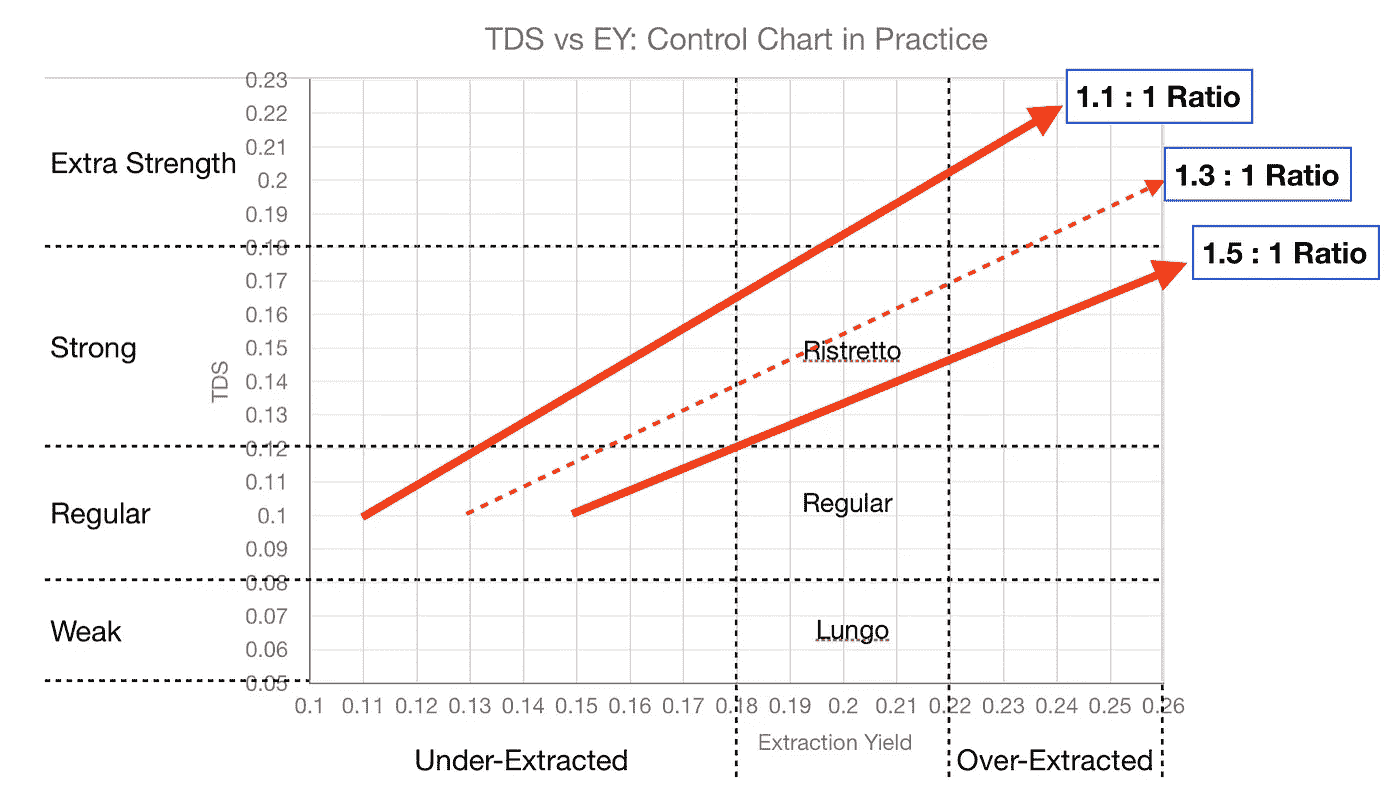 TDS vs EY: Control Chart in Practice
0.23
1.1 : 1 Ratio
0.22
Extra Strength
0.21
0.2
1.3 : 1 Ratio
0.19
0.18
1.5 : 1 Ratio
0.17
0.16
Strong
0.15
Ristretto
TDS
0.14
0.13
0.12
0.11
Regular
0.1
Regular
0.09
0.08
0.07
Weak
0.06
Lungo
0.05
0.1 0.11 0.12 0.13 0.14 0.15 0.16 0.17 0.18 0.19 0.2 0.21 0.22 0.23 0.24 0.25 0.26
Extraction Yield
Under-Extracted
Over-Extracted